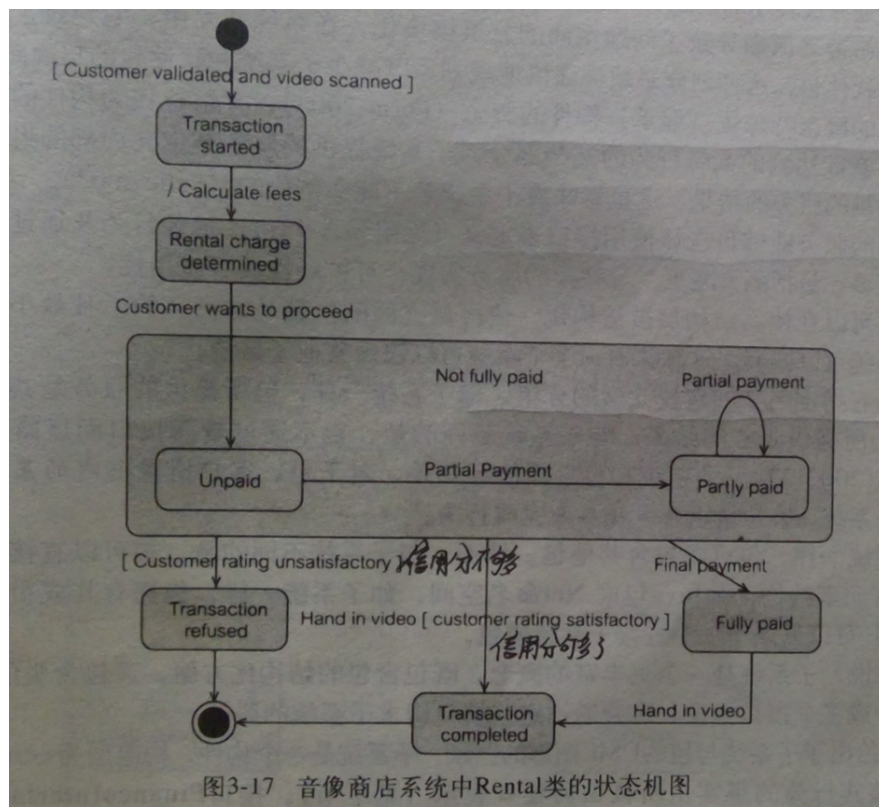 [ Customer validated and video scanned ]
Transaction
started
/ Calculate fees
Rental charge
determined
Customer wants to proceed
Not fully paid
Partial payment
Unpaid
Partial Payment
Partly paid
[ Customer rating unsatisfactory ]
信用分不够
Final payment
Transaction
refused
Hand in video [ customer rating satisfactory ]
信用分够了
Fully paid
Transaction
completed
Hand in video
图3-17 音像商店系统中Rental类的状态机图